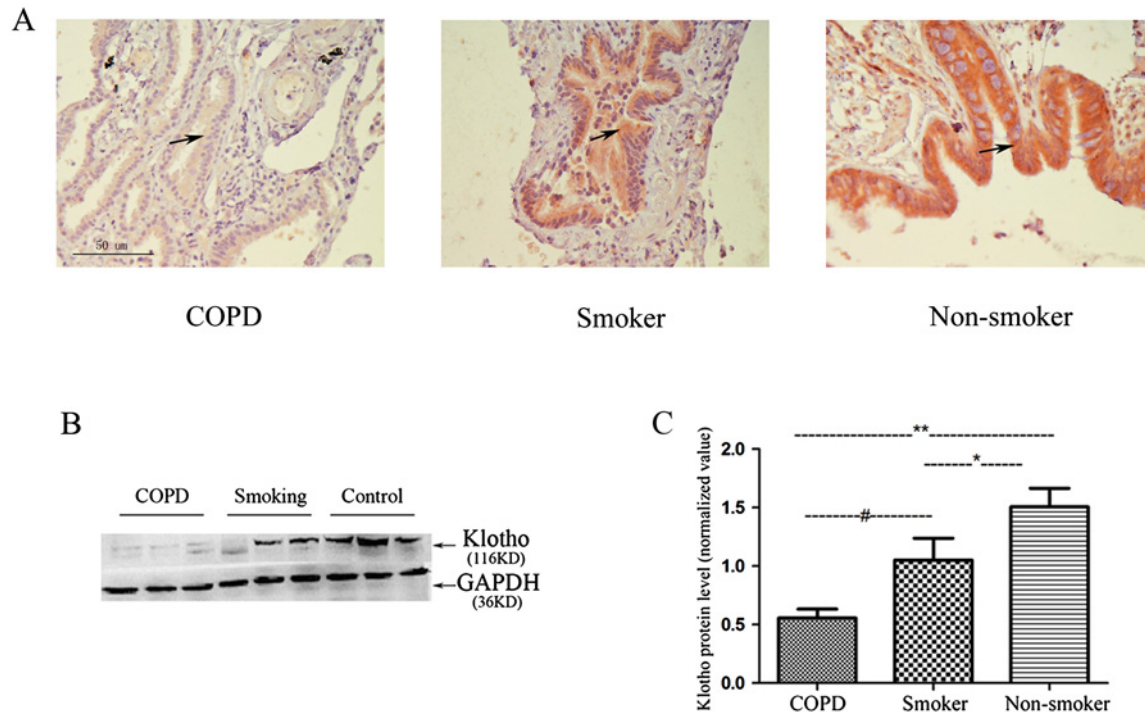 A
50 um
COPD
Smoker
Non-smoker
B
COPD
Smoking
Control
Klotho
(116KD)
GAPDH
(36KD)
C
Klotho protein level (normalized value)
2.0
1.5
1.0
0.5
0.0
**
*
#
COPD
Smoker
Non-smoker